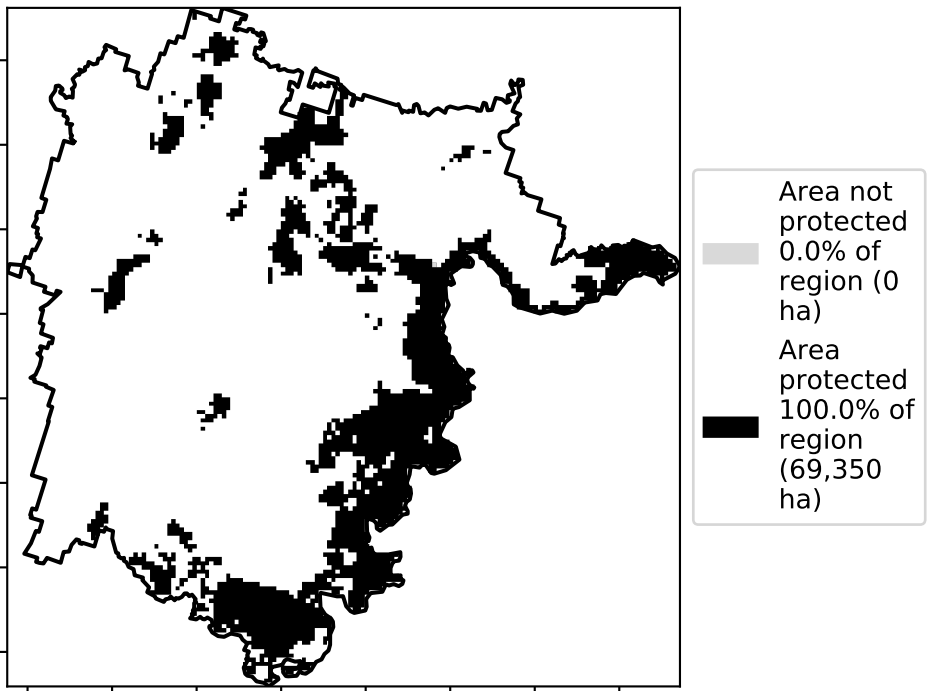 Area not
protected
0.0% of
region (0
ha)
Area
protected
100.0% of
region
(69,350
ha)